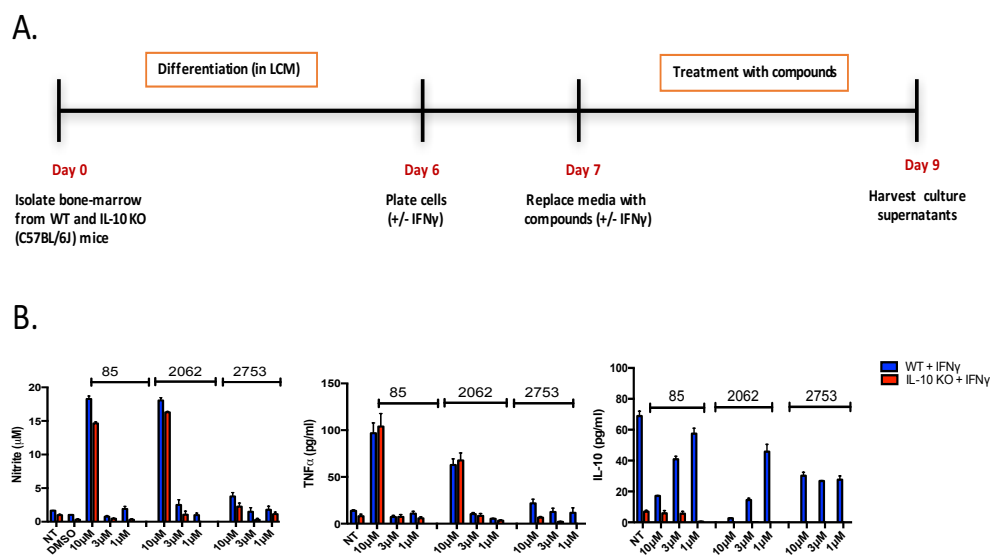 A.
Differentiation (in LCM)
Treatment with compounds
Day 0
Day 6
Day 7
Day 9
Isolate bone-marrow
from WT and IL-10 KO
(C57BL/6J) mice
Plate cells
(+/- IFNγ)
Replace media with
compounds (+/- IFNγ)
Harvest culture
supernatants
B.
85
2062
2753
Nitrite (μM)
20
15
10
5
0
NT
DMSO
10μM
3μM
1μM
10μM
3μM
1μM
10μM
3μM
1μM
85
2062
2753
TNFα (pg/ml)
150
100
50
0
NT
10μM
3μM
1μM
10μM
3μM
1μM
10μM
3μM
1μM
85
2062
2753
IL-10 (pg/ml)
100
80
60
40
20
0
NT
10μM
3μM
1μM
10μM
3μM
1μM
10μM
3μM
1μM
WT + IFNγ
IL-10 KO + IFNγ